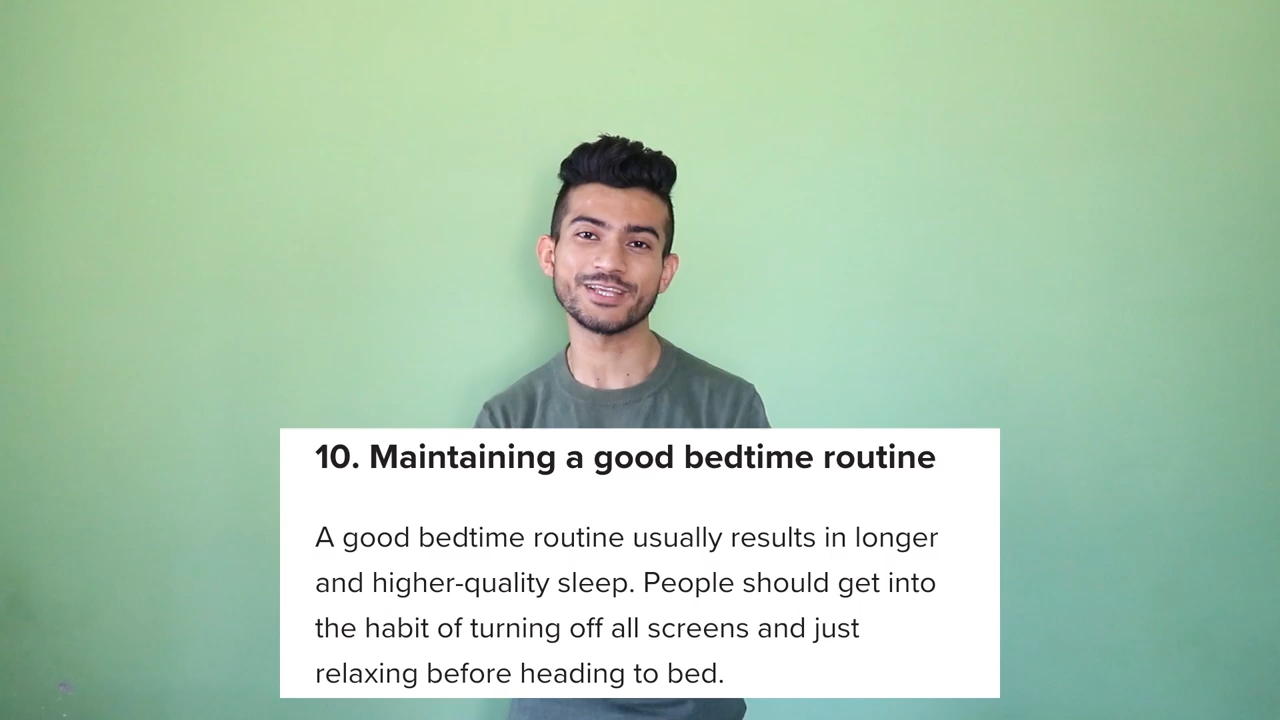 10. Maintaining a good bedtime routine
A good bedtime routine usually results in longer
and higher-quality sleep. People should get into
the habit of turning off all screens and just
relaxing before heading to bed.